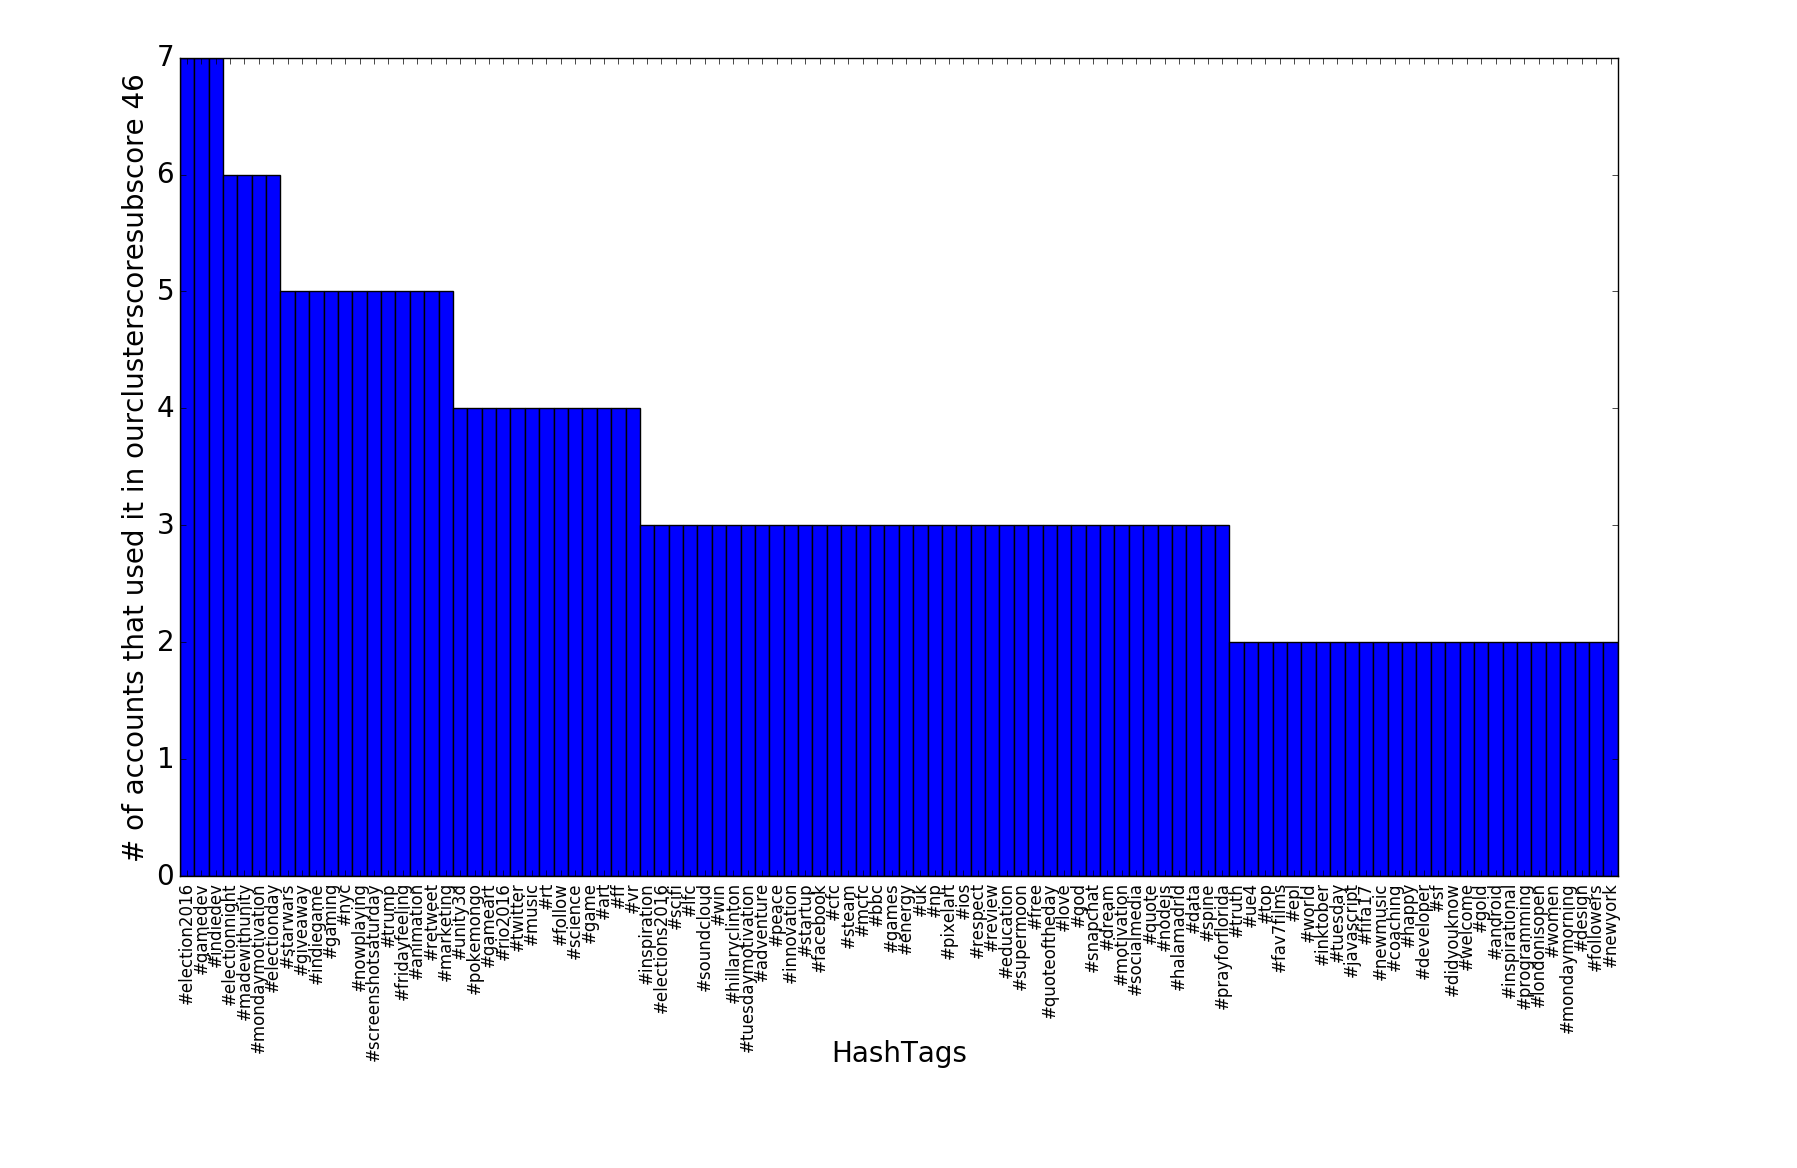 # of accounts that used it in ourclusterscoresubscore 46
7
6
5
4
3
2
1
0
#election2016
#gamedev
#indiedev
#electionnight
#madewithunity
#mondaymotivation
#electionday
#starwars
#giveaway
#indiegame
#gaming
#nyc
#nowplaying
#screenshotsaturday
#trump
#fridayfeeling
#animation
#retweet
#marketing
#unity3d
#pokemongo
#gameart
#rio2016
#twitter
#music
#rt
#follow
#science
#game
#art
#ff
#vr
#inspiration
#elections2016
#scifi
#lfc
#soundcloud
#win
#hillaryclinton
#tuesdaymotivation
#adventure
#peace
#innovation
#startup
#facebook
#cfc
#steam
#mcfc
#bbc
#games
#energy
#uk
#np
#pixelart
#ios
#respect
#review
#education
#supermoon
#free
#quoteoftheday
#love
#god
#snapchat
#dream
#motivation
#socialmedia
#quote
#nodejs
#halamadrid
#data
#spine
#prayforflorida
#truth
#ue4
#top
#fav7films
#epl
#world
#inktober
#tuesday
#javascript
#fifa17
#newmusic
#coaching
#happy
#developer
#sf
#didyouknow
#welcome
#gold
#android
#inspirational
#programming
#londonisopen
#women
#mondaymorning
#design
#followers
#newyork
HashTags